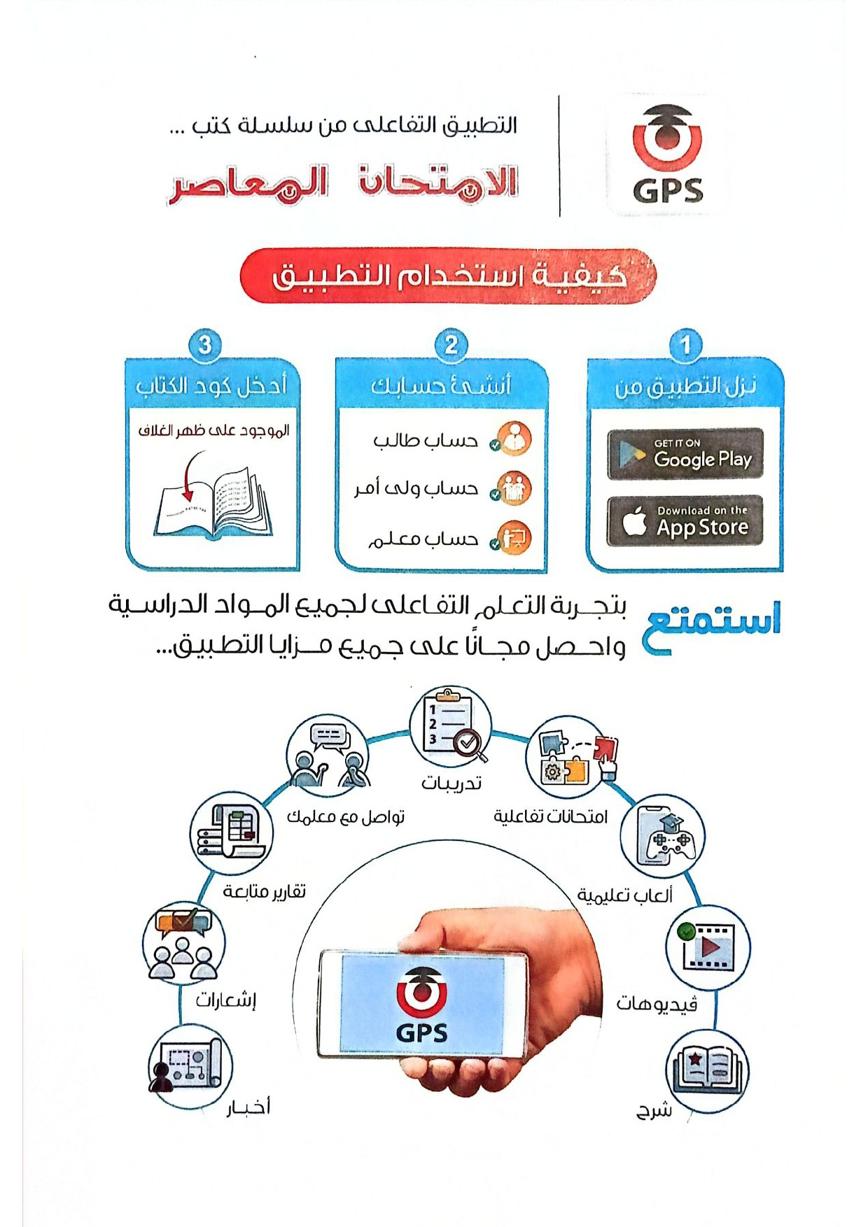 GPS
التطبيق التفاعلى من سلسلة كتب ...
الامتحان المعاصر
كيفية استخدام التطبيق
1
نزل التطبيق من
GET IT ON
Google Play
Download on the
App Store
2
أنشئ حسابك
حساب طالب
حساب ولى أمر
حساب معلم
3
أدخل كود الكتاب
الموجود على ظهر الغلاف
استمتع
بتجربة التعلم التفاعلى لجميع المواد الدراسية
واحصل مجانًا على جميع مزايا التطبيق...
1
2
3
تدريبات
امتحانات تفاعلية
تواصل مع معلمك
ألعاب تعليمية
تقارير متابعة
ڤيديوهات
إشعارات
شرح
أخبار
GPS